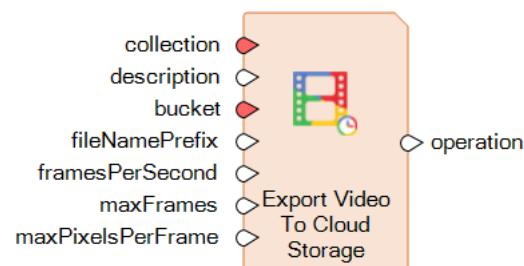 collection
description
bucket
fileNamePrefix
framesPerSecond
maxFrames
maxPixelsPerFrame
operation
Export Video
To Cloud
Storage